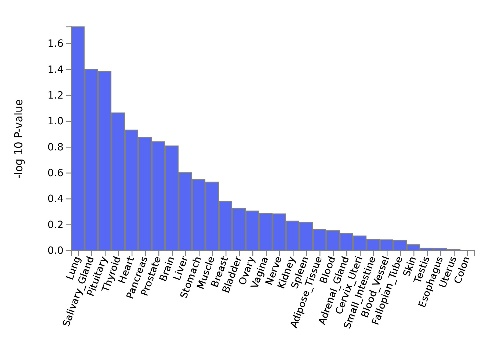 -log 10 P-value
1.6
1.4
1.2
1.0
0.8
0.6
0.4
0.2
0.0
Lung
Salivary_Gland
Pituitary
Thyroid
Heart
Pancreas
Prostate
Brain
Liver
Stomach
Muscle
Breast
Bladder
Ovary
Vagina
Nerve
Kidney
Spleen
Adipose_Tissue
Blood
Adrenal_Gland
Cervix_Uteri
Small_Intestine
Blood_Vessel
Fallopian_Tube
Skin
Testis
Esophagus
Uterus
Colon